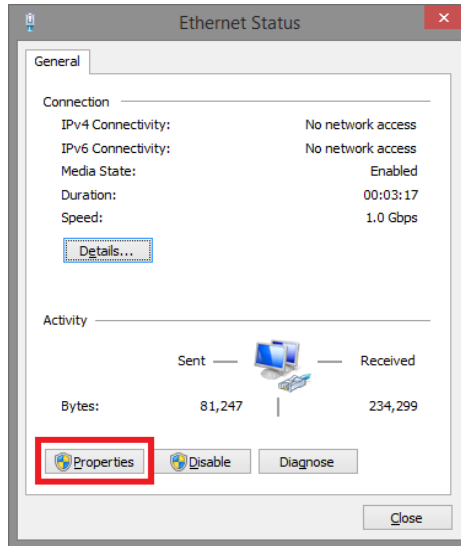 Ethernet Status
General
Connection
IPv4 Connectivity: No network access
IPv6 Connectivity: No network access
Media State: Enabled
Duration: 00:03:17
Speed: 1.0 Gbps
Details...
Activity
Sent Received
Bytes: 81,247 234,299
Properties Disable Diagnose
Close